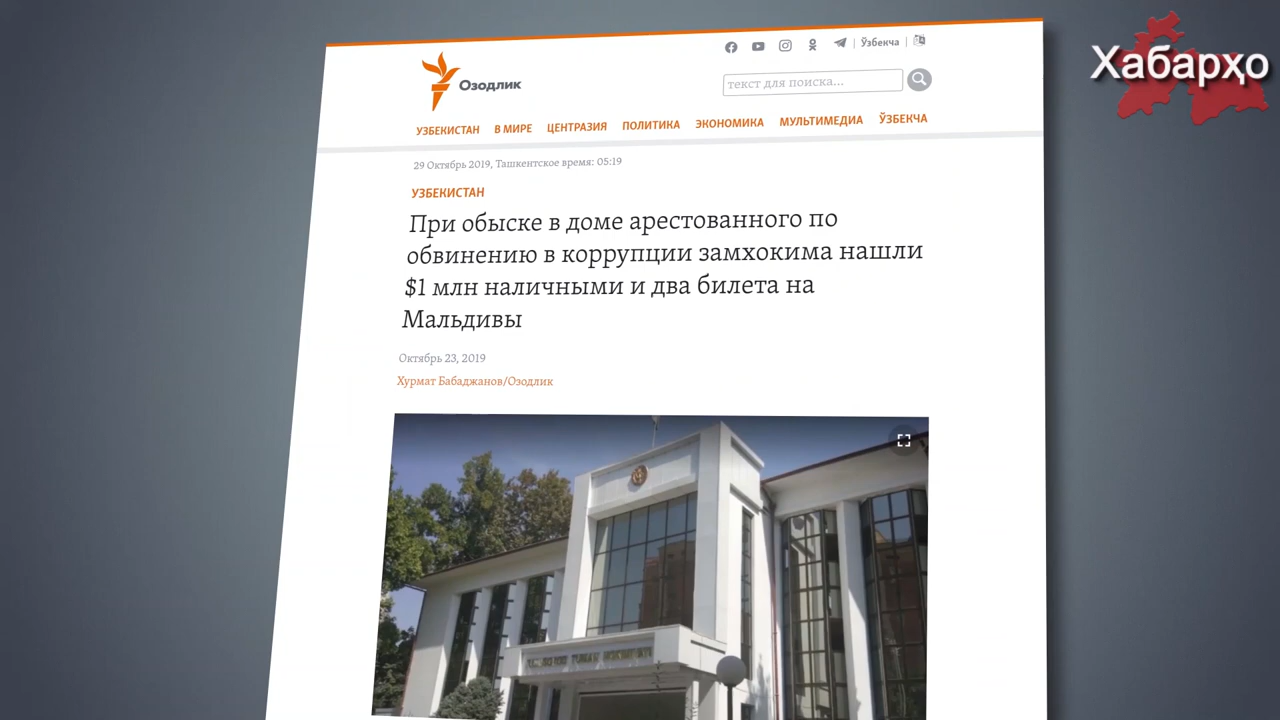 Хабарҳо
Озодлик
Ўзбекча
текст для поиска...
УЗБЕКИСТАН В МИРЕ ЦЕНТРАЗИЯ ПОЛИТИКА ЭКОНОМИКА МУЛЬТИМЕДИА ЎЗБЕКЧА
29 Октябрь 2019, Ташкентское время: 05:19
УЗБЕКИСТАН
При обыске в доме арестованного по
обвинению в коррупции замхокима нашли
$1 млн наличными и два билета на
Мальдивы
Октябрь 23, 2019
Хурмат Бабаджанов/Озодлик